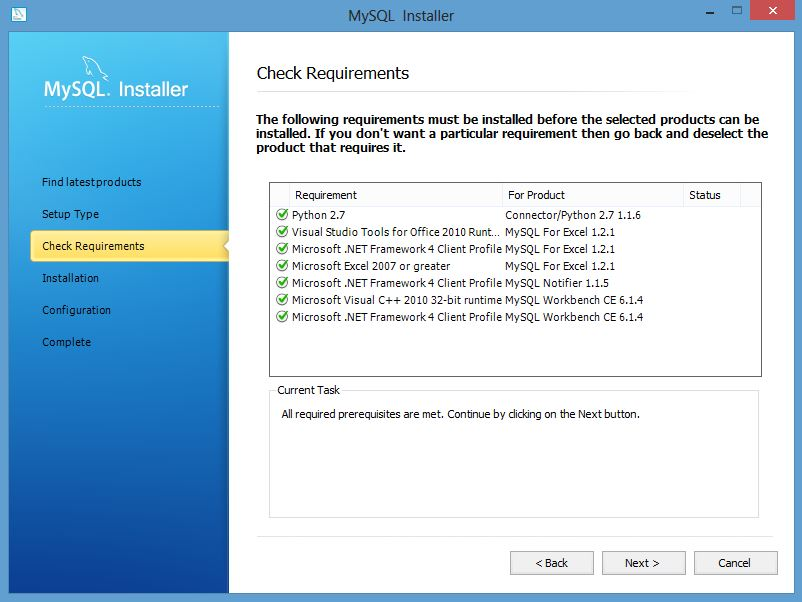 MySQL Installer
MySQL. Installer
Find latest products
Setup Type
Check Requirements
Installation
Configuration
Complete
Check Requirements
The following requirements must be installed before the selected products can be
installed. If you don't want a particular requirement then go back and deselect the
product that requires it.
Requirement For Product Status
Python 2.7 Connector/Python 2.7 1.1.6
Visual Studio Tools for Office 2010 Runt... MySQL For Excel 1.2.1
Microsoft .NET Framework 4 Client Profile MySQL For Excel 1.2.1
Microsoft Excel 2007 or greater MySQL For Excel 1.2.1
Microsoft .NET Framework 4 Client Profile MySQL Notifier 1.1.5
Microsoft Visual C++ 2010 32-bit runtime MySQL Workbench CE 6.1.4
Microsoft .NET Framework 4 Client Profile MySQL Workbench CE 6.1.4
Current Task
All required prerequisites are met. Continue by clicking on the Next button.
< Back Next > Cancel